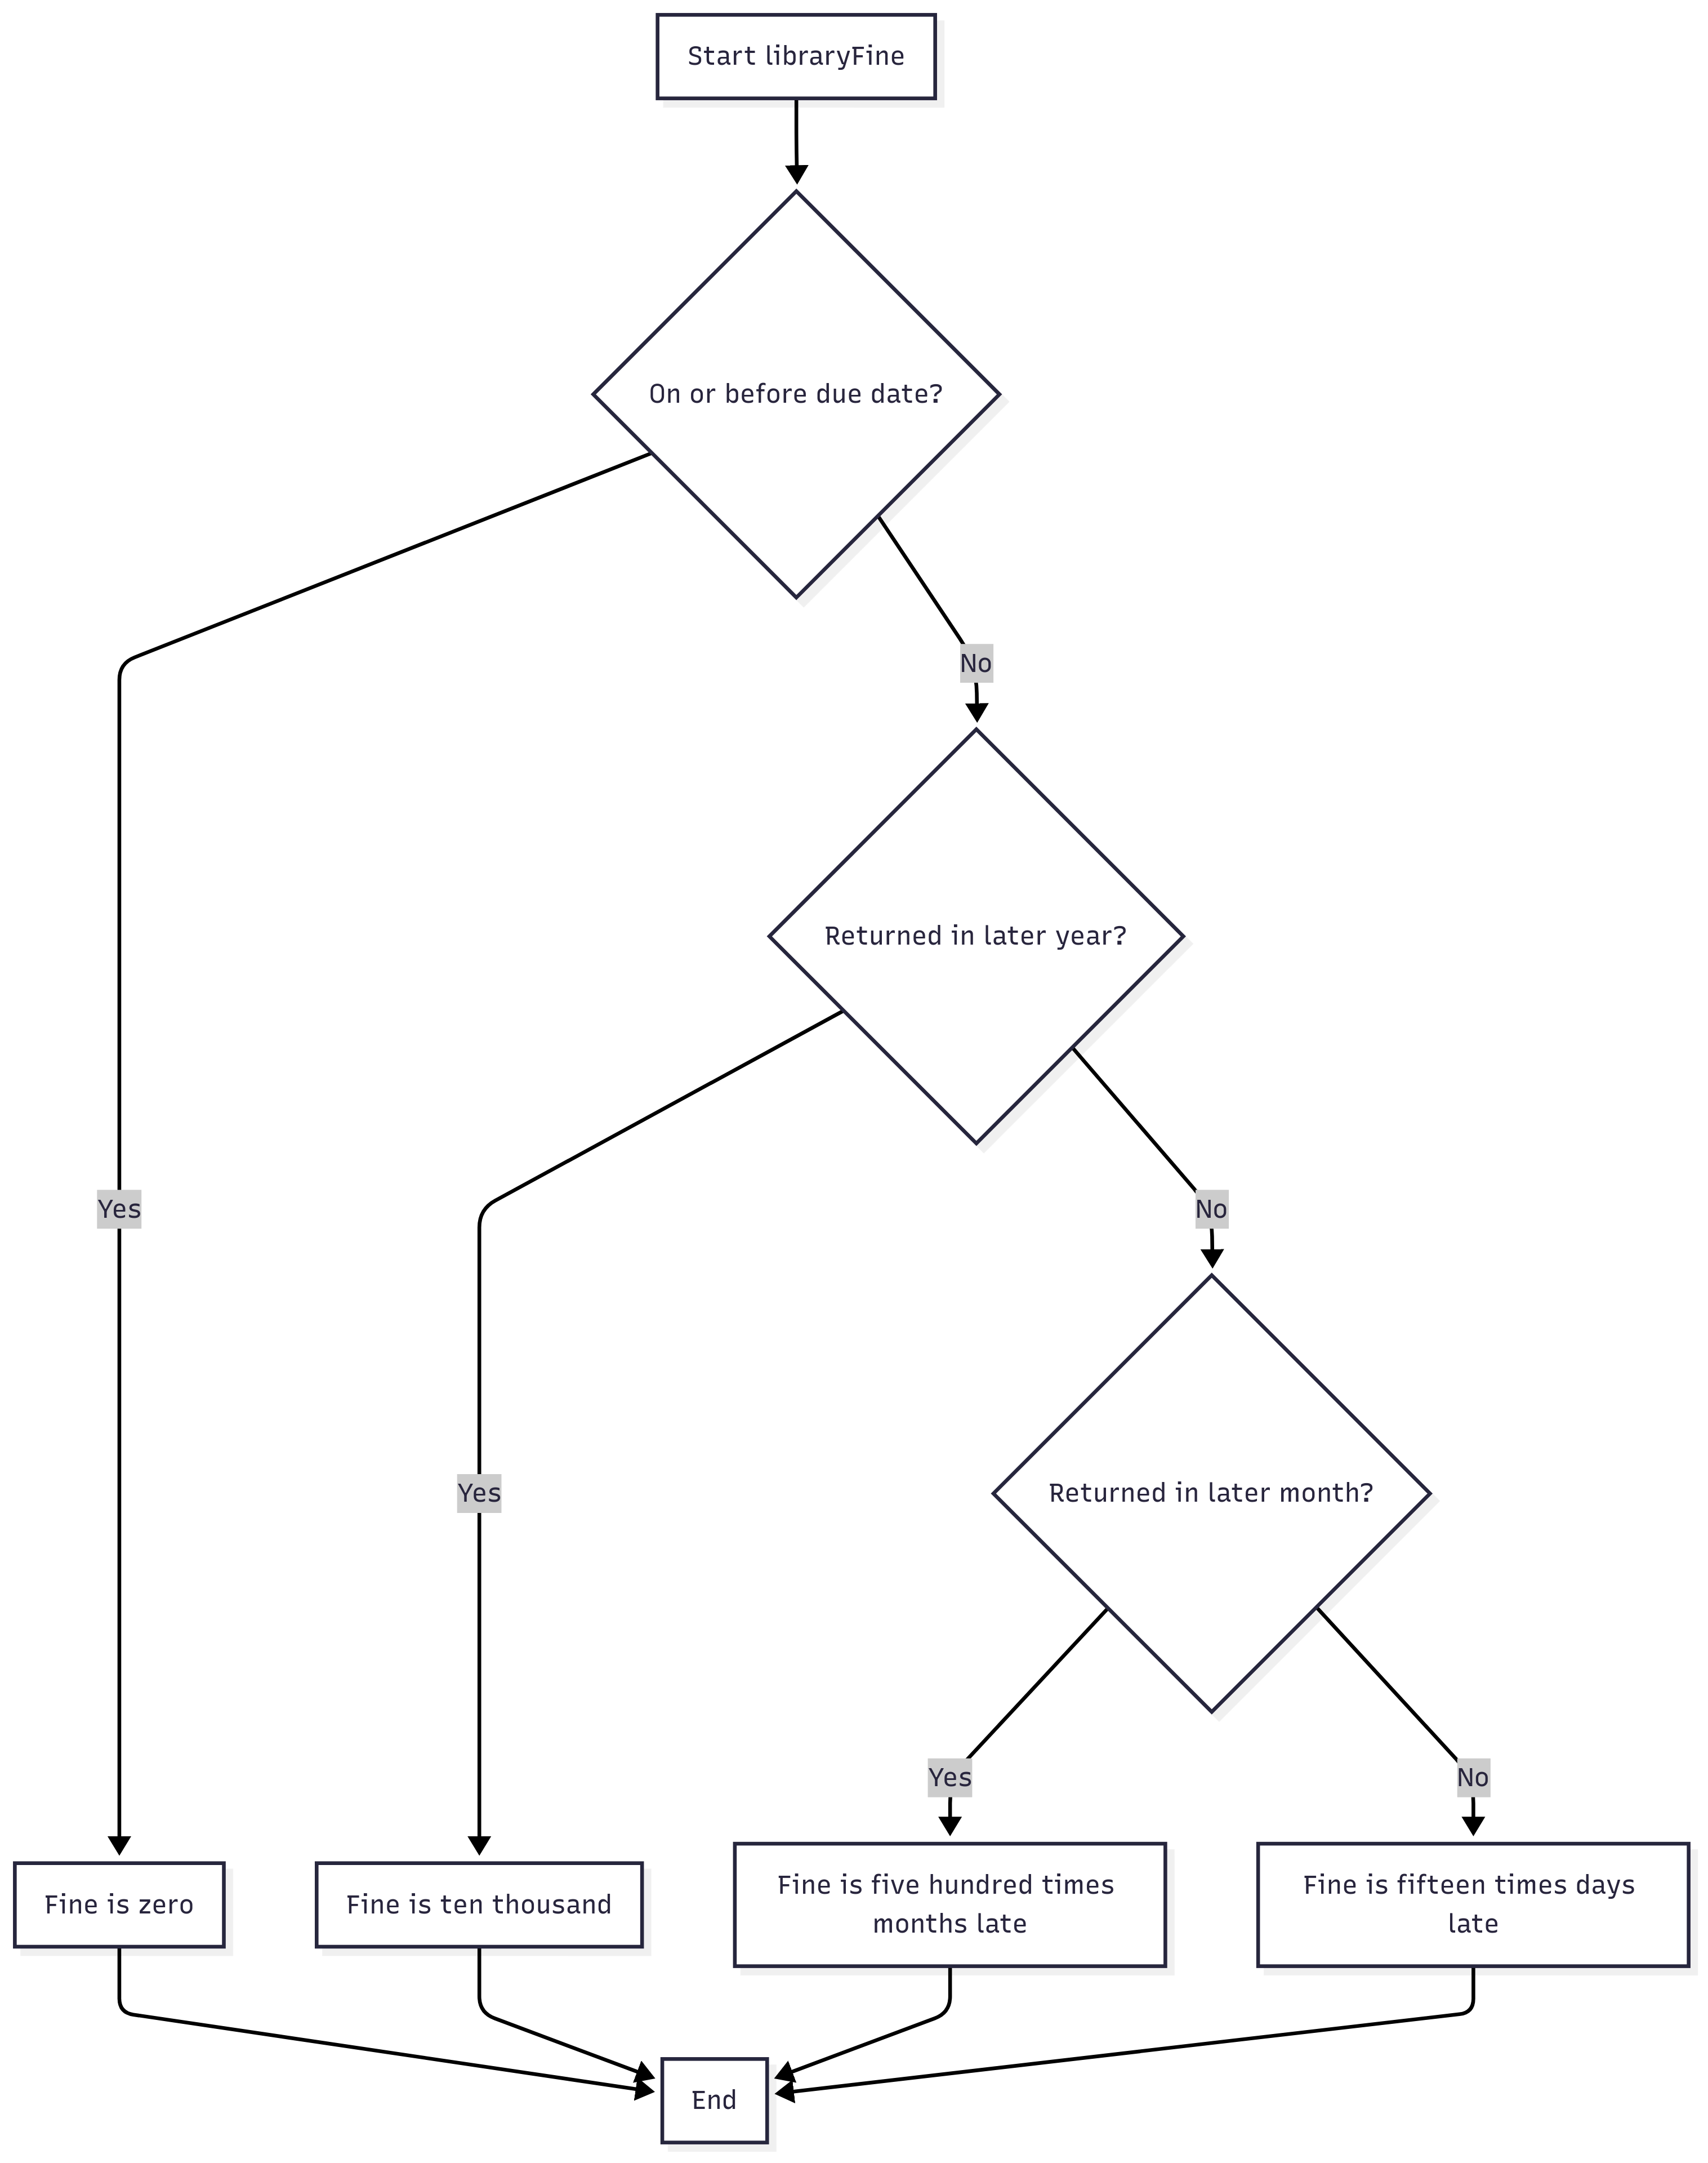 Start libraryFine
On or before due date?
No
Returned in later year?
Yes
No
Yes
Returned in later month?
Yes
No
Fine is zero
Fine is ten thousand
Fine is five hundred times
months late
Fine is fifteen times days
late
End